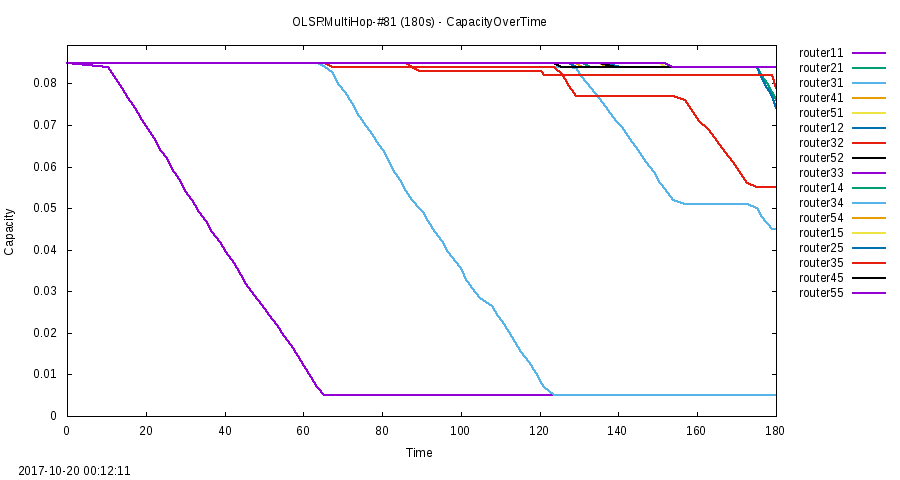 OLSRMultiHop-#81 (180s) - CapacityOverTime
router11
router21
router31
router41
router51
router12
router32
router52
router33
router14
router34
router54
router15
router25
router35
router45
router55
0.08
0.07
0.06
0.05
0.04
0.03
0.02
0.01
0
Capacity
0 20 40 60 80 100 120 140 160 180
Time
2017-10-20 00:12:11